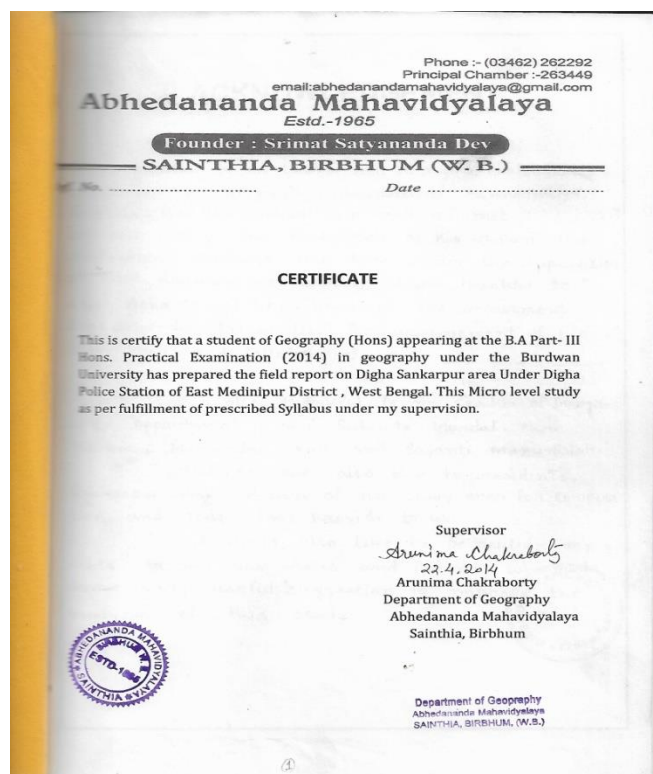 Phone :- (03462) 262292
Principal Chamber :-263449
email:abhedanandamahavidyalaya@gmail.com
Abhedananda Mahavidyalaya
Estd.-1965
Founder : Srimat Satyananda Dev
SAINTHIA, BIRBHUM (W. B.)
Ref. No. ................................ Date ......................................
CERTIFICATE
This is certify that a student of Geography (Hons) appearing at the B.A Part- III
Hons. Practical Examination (2014) in geography under the Burdwan
University has prepared the field report on Digha Sankarpur area Under Digha
Police Station of East Medinipur District , West Bengal. This Micro level study
as per fulfillment of prescribed Syllabus under my supervision.
Supervisor
Arunima Chakraborty
22.4.2014
Arunima Chakraborty
Department of Geography
Abhedananda Mahavidyalaya
Sainthia, Birbhum
ABHEDANANDA MAHAVIDYALAYA
SAINTHIA
BIRBHUM
ESTD-1965
Department of Geography
Abhedananda Mahavidyalaya
SAINTHIA, BIRBHUM, (W.B.)
1